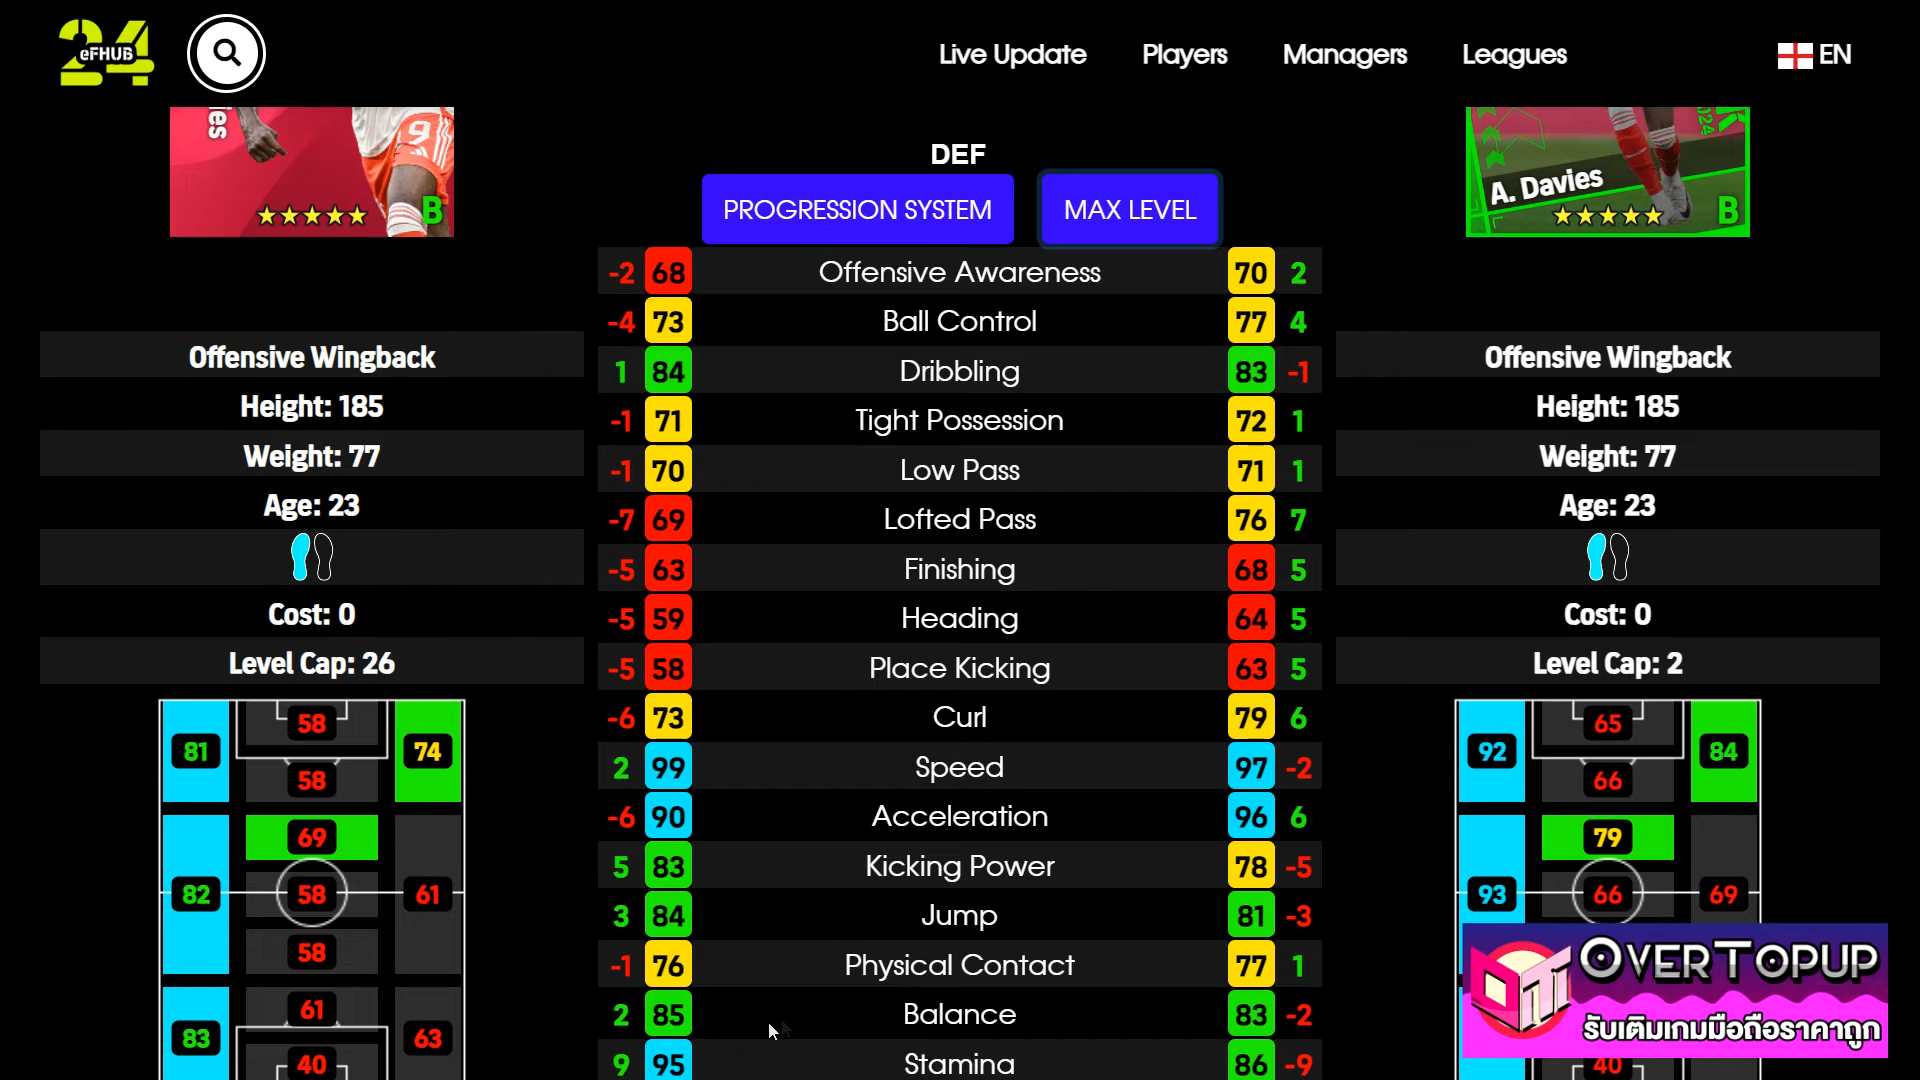 24
eFHUB
Live Update
Players
Managers
Leagues
EN
ies
9
B
DEF
PROGRESSION SYSTEM
MAX LEVEL
A. Davies
B
-2 68 Offensive Awareness 70 2
-4 73 Ball Control 77 4
1 84 Dribbling 83 -1
-1 71 Tight Possession 72 1
-1 70 Low Pass 71 1
-7 69 Lofted Pass 76 7
-5 63 Finishing 68 5
-5 59 Heading 64 5
-5 58 Place Kicking 63 5
-6 73 Curl 79 6
2 99 Speed 97 -2
-6 90 Acceleration 96 6
5 83 Kicking Power 78 -5
3 84 Jump 81 -3
-1 76 Physical Contact 77 1
2 85 Balance 83 -2
9 95 Stamina 86 -9
Offensive Wingback
Height: 185
Weight: 77
Age: 23
Cost: 0
Level Cap: 26
58
81
74
58
69
82
58
61
58
61
83
63
40
Offensive Wingback
Height: 185
Weight: 77
Age: 23
Cost: 0
Level Cap: 2
65
92
84
66
79
93
66
69
40
OTU
OVERTOPUP
รับเติมเกมมือถือราคาถูก